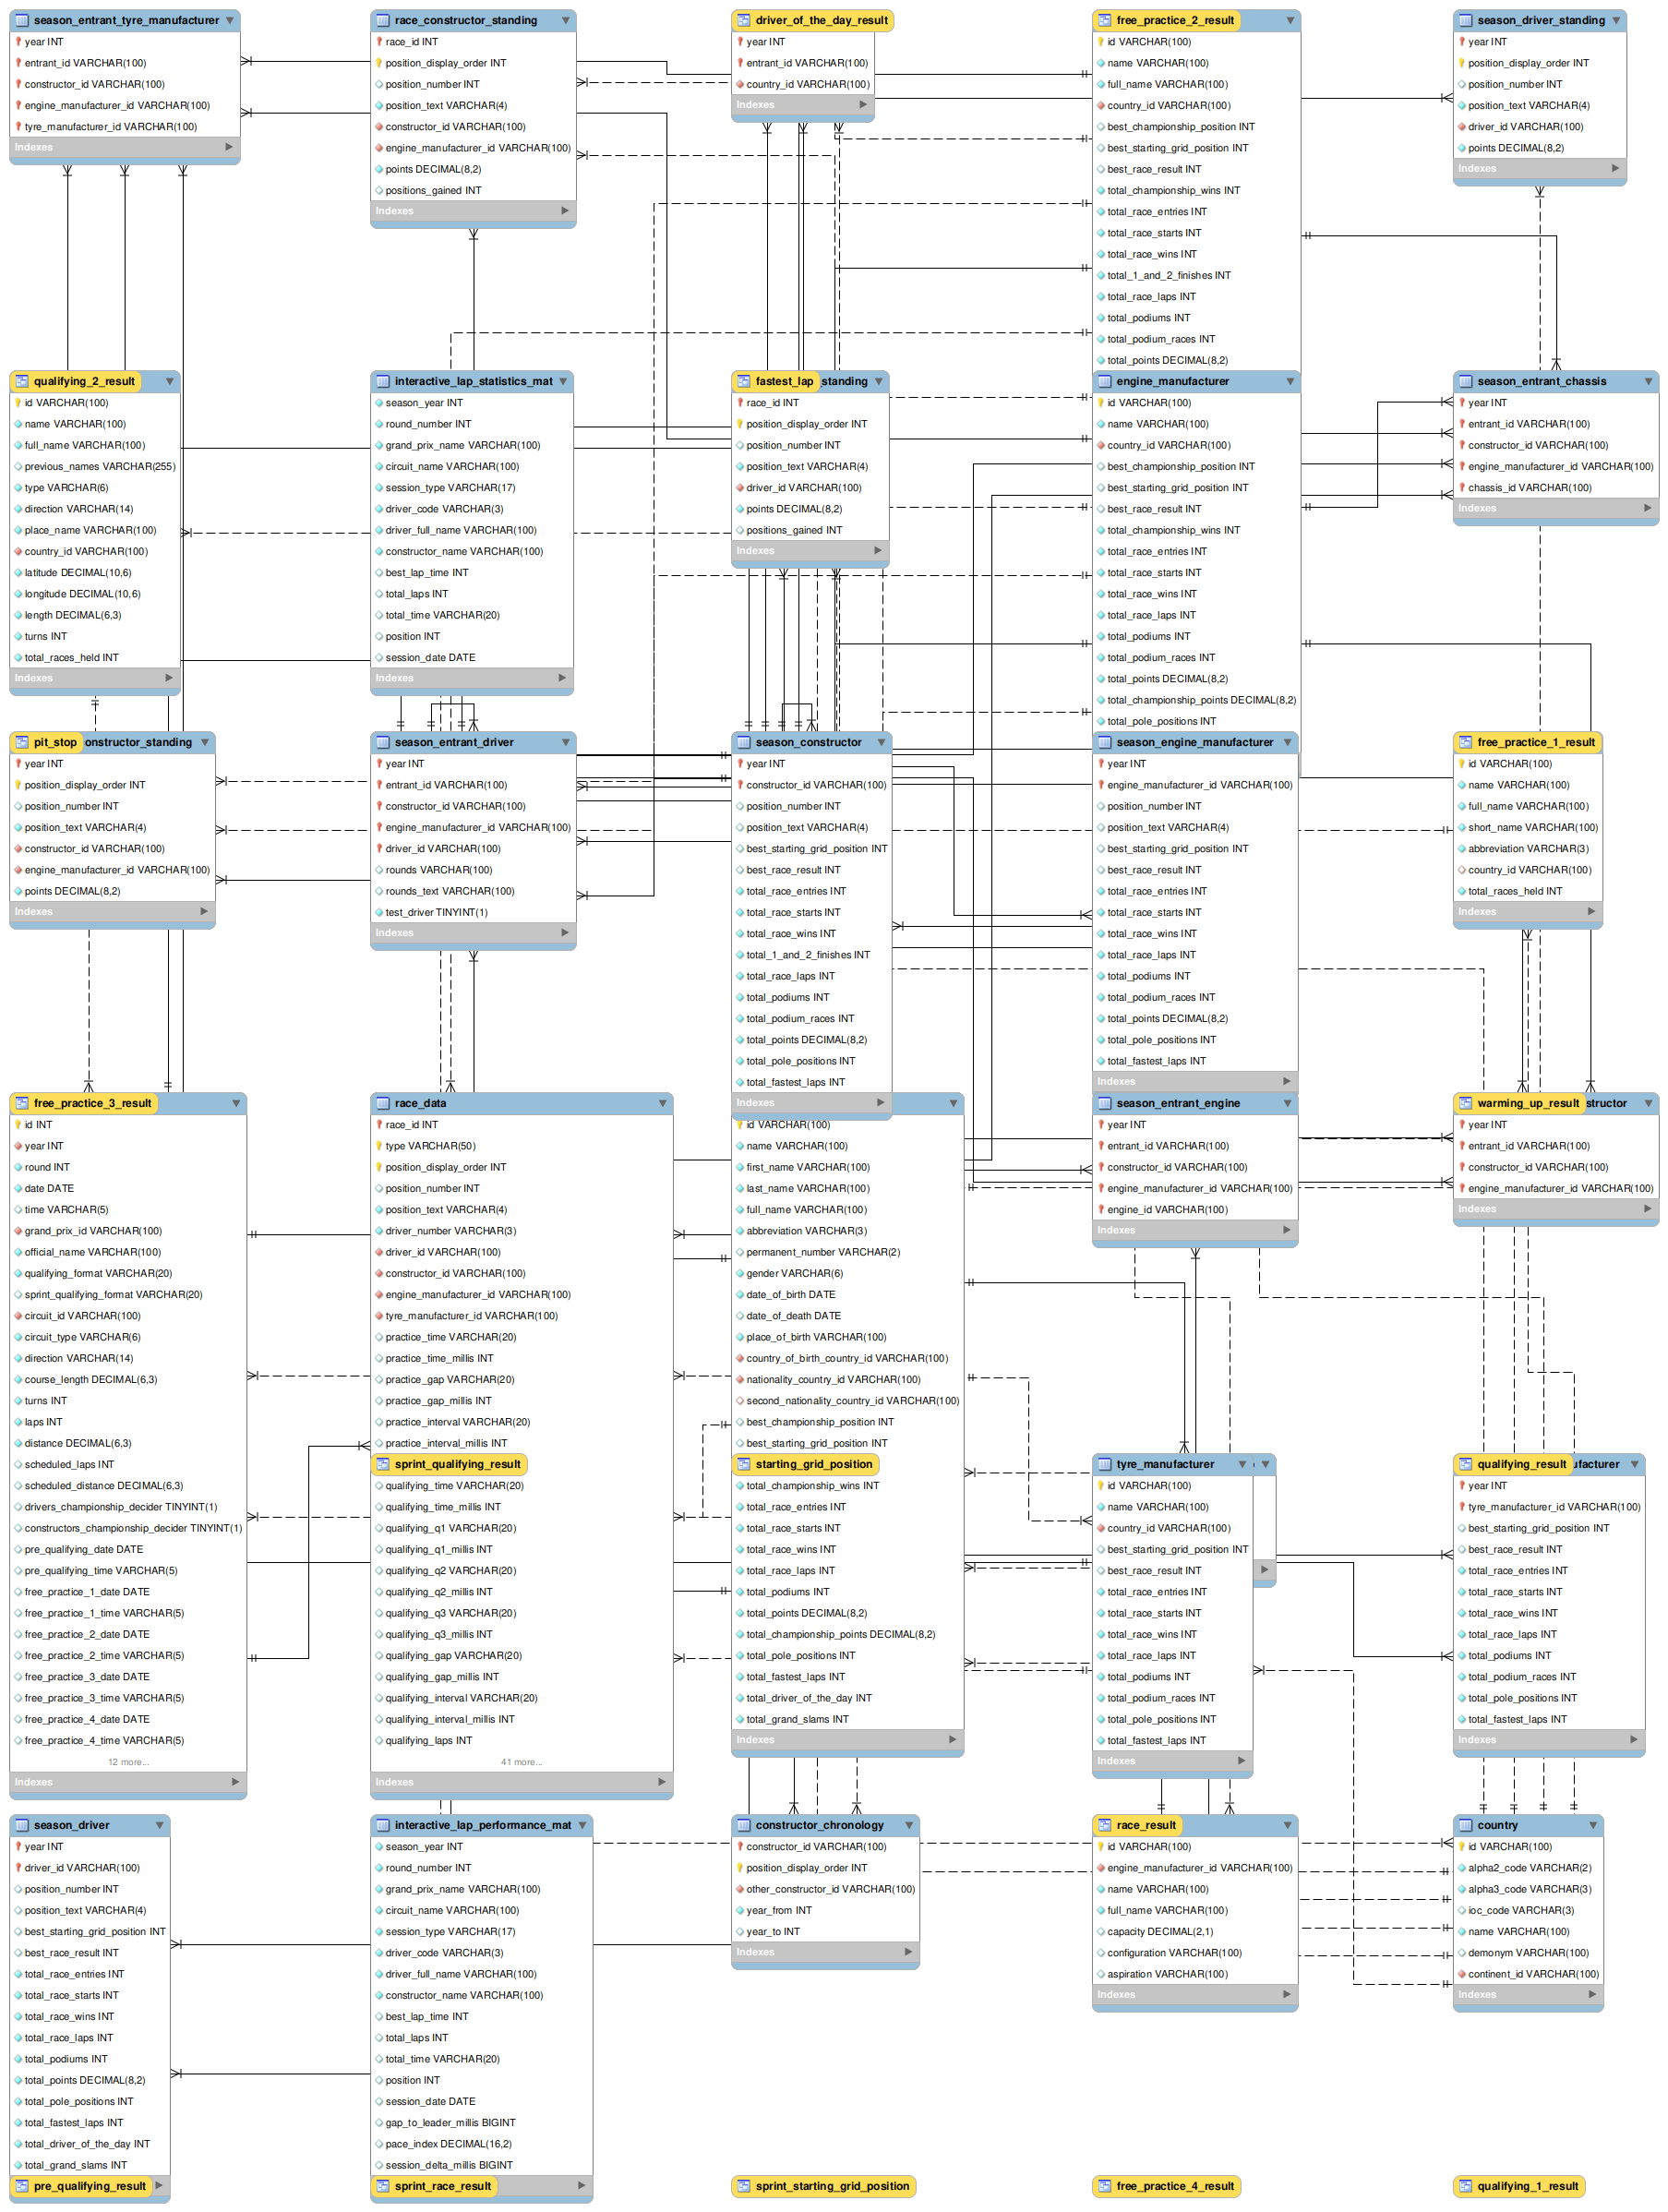 season_entrant_tyre_manufacturer
year INT
entrant_id VARCHAR(100)
constructor_id VARCHAR(100)
engine_manufacturer_id VARCHAR(100)
tyre_manufacturer_id VARCHAR(100)
Indexes
race_constructor_standing
race_id INT
position_display_order INT
position_number INT
position_text VARCHAR(4)
constructor_id VARCHAR(100)
engine_manufacturer_id VARCHAR(100)
points DECIMAL(8,2)
positions_gained INT
Indexes
driver_of_the_day_result
year INT
entrant_id VARCHAR(100)
country_id VARCHAR(100)
Indexes
free_practice_2_result
id VARCHAR(100)
name VARCHAR(100)
full_name VARCHAR(100)
country_id VARCHAR(100)
best_championship_position INT
best_starting_grid_position INT
best_race_result INT
total_championship_wins INT
total_race_entries INT
total_race_starts INT
total_race_wins INT
total_1_and_2_finishes INT
total_race_laps INT
total_podiums INT
total_podium_races INT
total_points DECIMAL(8,2)
season_driver_standing
year INT
position_display_order INT
position_number INT
position_text VARCHAR(4)
driver_id VARCHAR(100)
points DECIMAL(8,2)
Indexes
qualifying_2_result
id VARCHAR(100)
name VARCHAR(100)
full_name VARCHAR(100)
previous_names VARCHAR(255)
type VARCHAR(6)
direction VARCHAR(14)
place_name VARCHAR(100)
country_id VARCHAR(100)
latitude DECIMAL(10,6)
longitude DECIMAL(10,6)
length DECIMAL(6,3)
turns INT
total_races_held INT
Indexes
interactive_lap_statistics_mat
season_year INT
round_number INT
grand_prix_name VARCHAR(100)
circuit_name VARCHAR(100)
session_type VARCHAR(17)
driver_code VARCHAR(3)
driver_full_name VARCHAR(100)
constructor_name VARCHAR(100)
best_lap_time INT
total_laps INT
total_time VARCHAR(20)
position INT
session_date DATE
Indexes
fastest_lap standing
race_id INT
position_display_order INT
position_number INT
position_text VARCHAR(4)
driver_id VARCHAR(100)
points DECIMAL(8,2)
positions_gained INT
Indexes
engine_manufacturer
id VARCHAR(100)
name VARCHAR(100)
country_id VARCHAR(100)
best_championship_position INT
best_starting_grid_position INT
best_race_result INT
total_championship_wins INT
total_race_entries INT
total_race_starts INT
total_race_wins INT
total_race_laps INT
total_podiums INT
total_podium_races INT
total_points DECIMAL(8,2)
total_championship_points DECIMAL(8,2)
total_pole_positions INT
season_entrant_chassis
year INT
entrant_id VARCHAR(100)
constructor_id VARCHAR(100)
engine_manufacturer_id VARCHAR(100)
chassis_id VARCHAR(100)
Indexes
pit_stop onstructor_standing
year INT
position_display_order INT
position_number INT
position_text VARCHAR(4)
constructor_id VARCHAR(100)
engine_manufacturer_id VARCHAR(100)
points DECIMAL(8,2)
Indexes
season_entrant_driver
year INT
entrant_id VARCHAR(100)
constructor_id VARCHAR(100)
engine_manufacturer_id VARCHAR(100)
driver_id VARCHAR(100)
rounds VARCHAR(100)
rounds_text VARCHAR(100)
test_driver TINYINT(1)
Indexes
season_constructor
year INT
constructor_id VARCHAR(100)
position_number INT
position_text VARCHAR(4)
best_starting_grid_position INT
best_race_result INT
total_race_entries INT
total_race_starts INT
total_race_wins INT
total_1_and_2_finishes INT
total_race_laps INT
total_podiums INT
total_podium_races INT
total_points DECIMAL(8,2)
total_pole_positions INT
total_fastest_laps INT
Indexes
season_engine_manufacturer
year INT
engine_manufacturer_id VARCHAR(100)
position_number INT
position_text VARCHAR(4)
best_starting_grid_position INT
best_race_result INT
total_race_entries INT
total_race_starts INT
total_race_wins INT
total_race_laps INT
total_podiums INT
total_podium_races INT
total_points DECIMAL(8,2)
total_pole_positions INT
total_fastest_laps INT
Indexes
free_practice_1_result
id VARCHAR(100)
name VARCHAR(100)
full_name VARCHAR(100)
short_name VARCHAR(100)
abbreviation VARCHAR(3)
country_id VARCHAR(100)
total_races_held INT
Indexes
free_practice_3_result
id INT
year INT
round INT
date DATE
time VARCHAR(5)
grand_prix_id VARCHAR(100)
official_name VARCHAR(100)
qualifying_format VARCHAR(20)
sprint_qualifying_format VARCHAR(20)
circuit_id VARCHAR(100)
circuit_type VARCHAR(6)
direction VARCHAR(14)
course_length DECIMAL(6,3)
turns INT
laps INT
distance DECIMAL(6,3)
scheduled_laps INT
scheduled_distance DECIMAL(6,3)
drivers_championship_decider TINYINT(1)
constructors_championship_decider TINYINT(1)
pre_qualifying_date DATE
pre_qualifying_time VARCHAR(5)
free_practice_1_date DATE
free_practice_1_time VARCHAR(5)
free_practice_2_date DATE
free_practice_2_time VARCHAR(5)
free_practice_3_date DATE
free_practice_3_time VARCHAR(5)
free_practice_4_date DATE
free_practice_4_time VARCHAR(5)
12 more...
Indexes
race_data
race_id INT
type VARCHAR(50)
position_display_order INT
position_number INT
position_text VARCHAR(4)
driver_number VARCHAR(3)
driver_id VARCHAR(100)
constructor_id VARCHAR(100)
engine_manufacturer_id VARCHAR(100)
tyre_manufacturer_id VARCHAR(100)
practice_time VARCHAR(20)
practice_time_millis INT
practice_gap VARCHAR(20)
practice_gap_millis INT
practice_interval VARCHAR(20)
practice_interval_millis INT
sprint_qualifying_result
qualifying_time VARCHAR(20)
qualifying_time_millis INT
qualifying_q1 VARCHAR(20)
qualifying_q1_millis INT
qualifying_q2 VARCHAR(20)
qualifying_q2_millis INT
qualifying_q3 VARCHAR(20)
qualifying_q3_millis INT
qualifying_gap VARCHAR(20)
qualifying_gap_millis INT
qualifying_interval VARCHAR(20)
qualifying_interval_millis INT
qualifying_laps INT
41 more...
Indexes
id VARCHAR(100)
name VARCHAR(100)
first_name VARCHAR(100)
last_name VARCHAR(100)
full_name VARCHAR(100)
abbreviation VARCHAR(3)
permanent_number VARCHAR(2)
gender VARCHAR(6)
date_of_birth DATE
date_of_death DATE
place_of_birth VARCHAR(100)
country_of_birth_country_id VARCHAR(100)
nationality_country_id VARCHAR(100)
second_nationality_country_id VARCHAR(100)
best_championship_position INT
best_starting_grid_position INT
starting_grid_position
total_championship_wins INT
total_race_entries INT
total_race_starts INT
total_race_wins INT
total_race_laps INT
total_podiums INT
total_points DECIMAL(8,2)
total_championship_points DECIMAL(8,2)
total_pole_positions INT
total_fastest_laps INT
total_driver_of_the_day INT
total_grand_slams INT
Indexes
season_entrant_engine
year INT
entrant_id VARCHAR(100)
constructor_id VARCHAR(100)
engine_manufacturer_id VARCHAR(100)
engine_id VARCHAR(100)
Indexes
warming_up_result structor
year INT
entrant_id VARCHAR(100)
constructor_id VARCHAR(100)
engine_manufacturer_id VARCHAR(100)
Indexes
tyre_manufacturer
id VARCHAR(100)
name VARCHAR(100)
country_id VARCHAR(100)
best_starting_grid_position INT
best_race_result INT
total_race_entries INT
total_race_starts INT
total_race_wins INT
total_race_laps INT
total_podiums INT
total_podium_races INT
total_pole_positions INT
total_fastest_laps INT
Indexes
qualifying_result ufacturer
year INT
tyre_manufacturer_id VARCHAR(100)
best_starting_grid_position INT
best_race_result INT
total_race_entries INT
total_race_starts INT
total_race_wins INT
total_race_laps INT
total_podiums INT
total_podium_races INT
total_pole_positions INT
total_fastest_laps INT
Indexes
season_driver
year INT
driver_id VARCHAR(100)
position_number INT
position_text VARCHAR(4)
best_starting_grid_position INT
best_race_result INT
total_race_entries INT
total_race_starts INT
total_race_wins INT
total_race_laps INT
total_podiums INT
total_points DECIMAL(8,2)
total_pole_positions INT
total_fastest_laps INT
total_driver_of_the_day INT
total_grand_slams INT
pre_qualifying_result
interactive_lap_performance_mat
season_year INT
round_number INT
grand_prix_name VARCHAR(100)
circuit_name VARCHAR(100)
session_type VARCHAR(17)
driver_code VARCHAR(3)
driver_full_name VARCHAR(100)
constructor_name VARCHAR(100)
best_lap_time INT
total_laps INT
total_time VARCHAR(20)
position INT
session_date DATE
gap_to_leader_millis BIGINT
pace_index DECIMAL(16,2)
session_delta_millis BIGINT
sprint_race_result
constructor_chronology
constructor_id VARCHAR(100)
position_display_order INT
other_constructor_id VARCHAR(100)
year_from INT
year_to INT
Indexes
sprint_starting_grid_position
race_result
id VARCHAR(100)
engine_manufacturer_id VARCHAR(100)
name VARCHAR(100)
full_name VARCHAR(100)
capacity DECIMAL(2,1)
configuration VARCHAR(100)
aspiration VARCHAR(100)
Indexes
free_practice_4_result
country
id VARCHAR(100)
alpha2_code VARCHAR(2)
alpha3_code VARCHAR(3)
ioc_code VARCHAR(3)
name VARCHAR(100)
demonym VARCHAR(100)
continent_id VARCHAR(100)
Indexes
qualifying_1_result